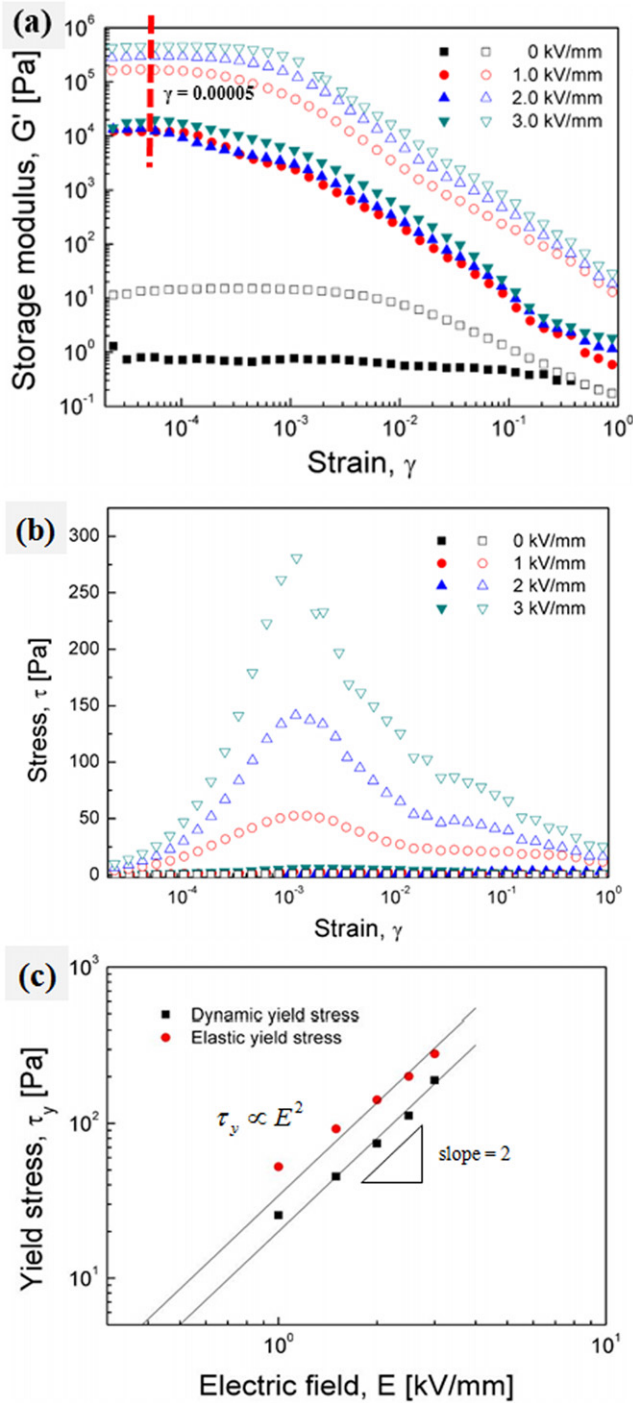 (a)
Storage modulus, G' [Pa]
10^6
10^5
10^4
10^3
10^2
10^1
10^0
10^-1
γ = 0.00005
0 kV/mm
1.0 kV/mm
2.0 kV/mm
3.0 kV/mm
10^-4
10^-3
10^-2
10^-1
10^0
Strain, γ
(b)
Stress, τ [Pa]
300
250
200
150
100
50
0
0 kV/mm
1 kV/mm
2 kV/mm
3 kV/mm
10^-4
10^-3
10^-2
10^-1
10^0
Strain, γ
(c)
Yield stress, τ_y [Pa]
10^3
10^2
10^1
Dynamic yield stress
Elastic yield stress
τ_y ∝ E^2
slope = 2
10^0
10^1
Electric field, E [kV/mm]